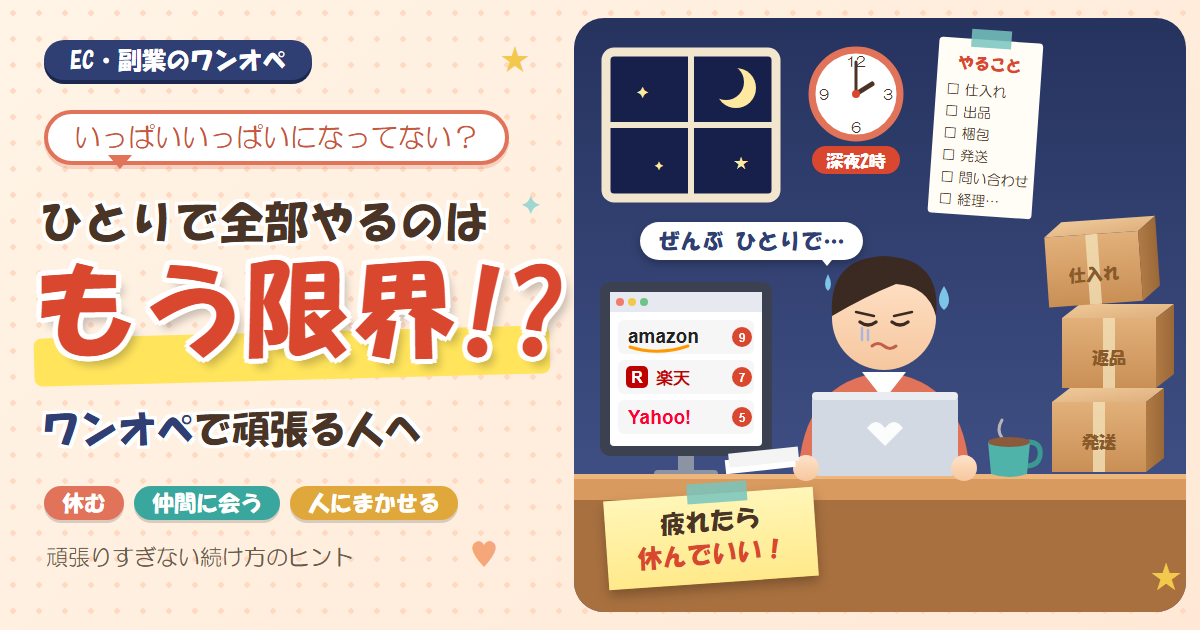 EC・副業のワンオペ
いっぱいいっぱいになってない？
ひとりで全部やるのは
もう限界!?
ワンオペで頑張る人へ
休む
仲間に会う
人にまかせる
頑張りすぎない続け方のヒント
12
9
3
6
深夜2時
やること
□ 仕入れ
□ 出品
□ 梱包
□ 発送
□ 問い合わせ
□ 経理…
ぜんぶ ひとりで…
amazon 9
R 楽天 7
Yahoo! 5
仕入れ
返品
発送
疲れたら
休んでいい！